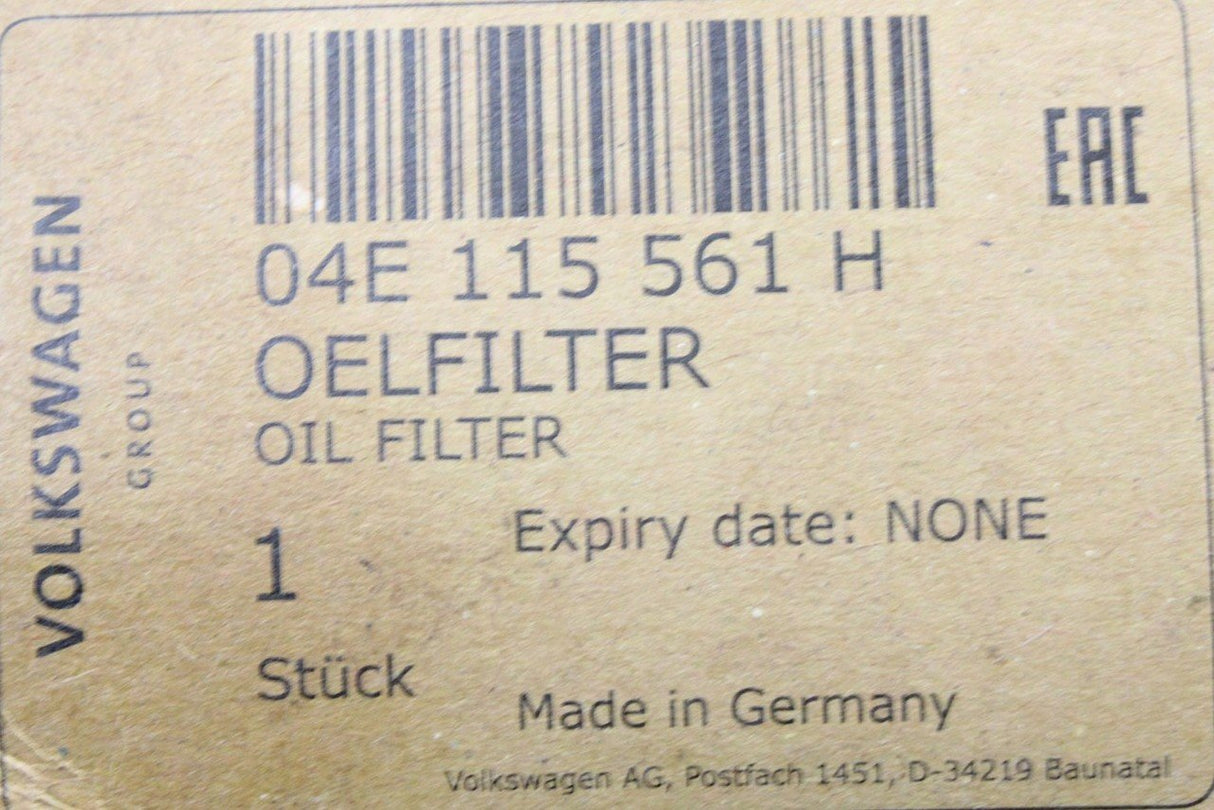 VOLKSWAGEN
GROUP
EAC
04E 115 561 H
OELFILTER
OIL FILTER
1
Expiry date: NONE
Stück
Made in Germany
Volkswagen AG, Postfach 1451, D-34219 Baunatal